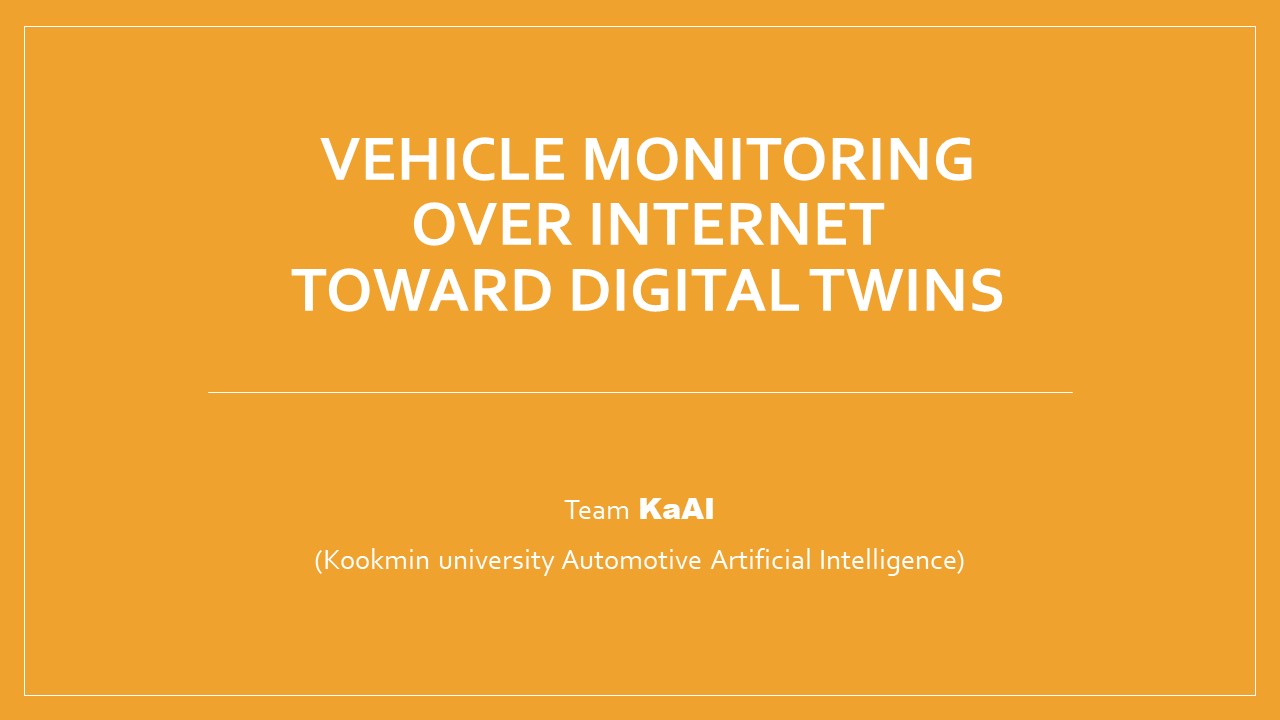 VEHICLE MONITORING
OVER INTERNET
TOWARD DIGITAL TWINS
Team KaAI
(Kookmin university Automotive Artificial Intelligence)